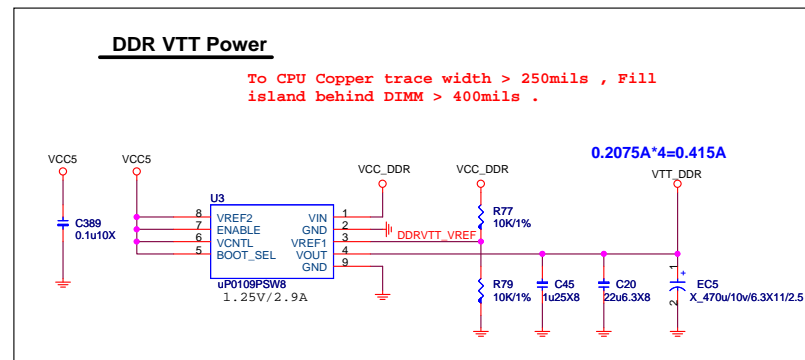 DDR VTT Power
To CPU Copper trace width > 250mils , Fill
island behind DIMM > 400mils .
0.2075A*4=0.415A
VCC5
VCC5
VCC_DDR
VCC_DDR
VTT_DDR
U3
8 VREF2 VIN 1
7 ENABLE GND 2
6 VCNTL VREF1 3
5 BOOT_SEL VOUT 4
GND 9
uP0109PSW8
1.25V/2.9A
DDRVTT_VREF
C389
0.1u10X
R77
10K/1%
R79
10K/1%
C45
1u25X8
C20
22u6.3X8
1
+
EC5
X_470u/10v/6.3X11/2.5
2